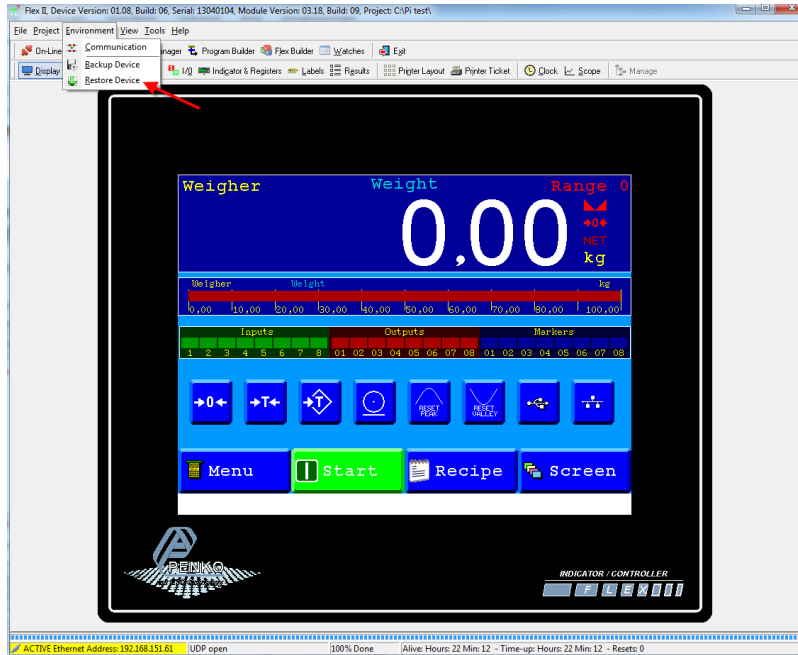 Flex II, Device Version: 01.08, Build: 06, Serial: 13040104, Module Version: 03.18, Build: 09, Project: C:\Pi test\
File Project Environment View Tools Help
On-Line
nager Program Builder Flex Builder Watches Exit
Communication
Backup Device
Restore Device
Display
I/O Indicator & Registers Labels Results Printer Layout Printer Ticket Clock Scope Manage
Weigher Weight Range 0
0,00
→0←
NET
kg
Weigher Weight kg
0,00 10,00 20,00 30,00 40,00 50,00 60,00 70,00 80,00 100,00
Inputs Outputs Markers
1 2 3 4 5 6 7 8 01 02 03 04 05 06 07 08 01 02 03 04 05 06 07 08
→0← →T← →T RESET PEAK RESET VALLEY
Menu Start Recipe Screen
PENKO
INDICATOR / CONTROLLER
FLEX
ACTIVE Ethernet Address: 192.168.151.61 UDP open 100% Done Alive: Hours: 22 Min: 12 - Time-up: Hours: 22 Min: 12 - Resets: 0